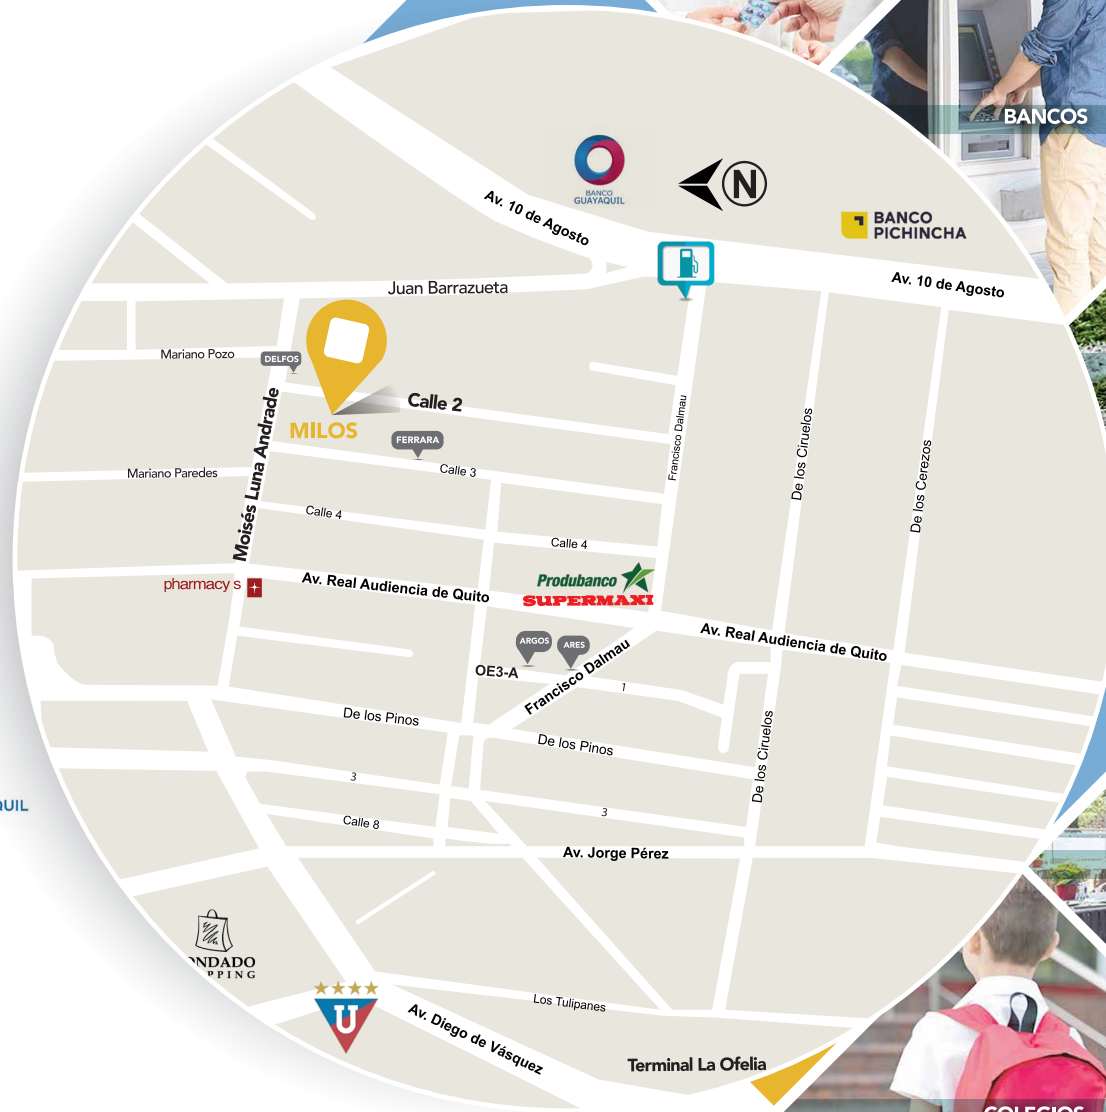 BANCOS
BANCO
GUAYAQUIL
N
BANCO
PICHINCHA
Av. 10 de Agosto
Av. 10 de Agosto
Juan Barrazueta
Mariano Pozo
DELFOS
MILOS
Calle 2
Francisco Dalmau
De los Ciruelos
De los Cerezos
Moisés Luna Andrade
FERRARA
Calle 3
Mariano Paredes
Calle 4
Calle 4
pharmacy s
Av. Real Audiencia de Quito
Produbanco
SUPERMAXI
Av. Real Audiencia de Quito
ARGOS
ARES
OE3-A
Francisco Dalmau
1
De los Pinos
De los Pinos
De los Ciruelos
3
3
QUIL
Calle 8
Av. Jorge Pérez
NDADO
PPING
U
Los Tulipanes
Av. Diego de Vásquez
Terminal La Ofelia
COLEGIOS